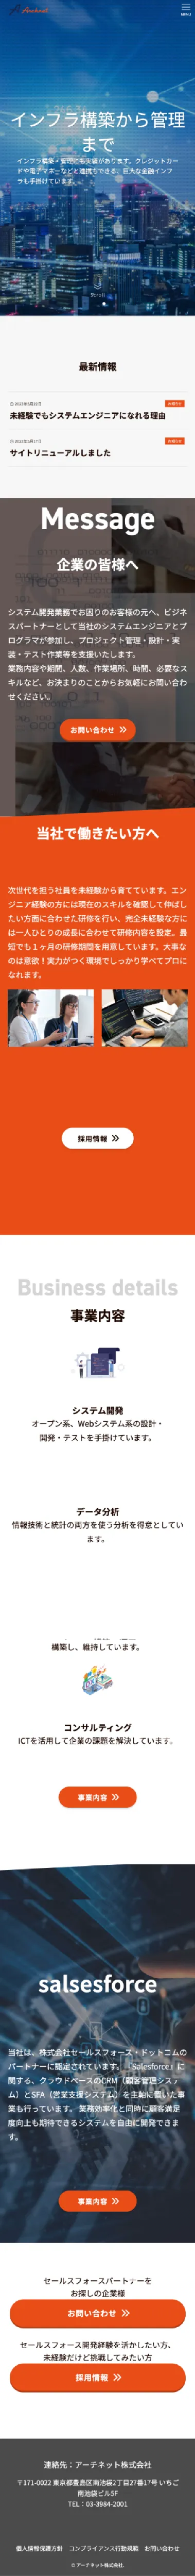 Archnet
MENU
インフラ構築から管理
まで
インフラ構築・管理にも実績があります。クレジットカー
ドや電子マネーなどと連携もできる、巨大な金融インフ
ラも手掛けています。
Scroll
最新情報
未経験でもシステムエンジニアになれる理由
サイトリニューアルしました
Message
企業の皆様へ
システム開発業務でお困りのお客様の元へ、ビジネ
スパートナーとして当社のシステムエンジニアとプ
ログラマが参加し、プロジェクト管理・設計・実
装・テスト作業等を支援いたします。
業務内容や期間、人数、作業場所、時間、必要なス
キルなど、お決まりのことからお気軽にお問い合わ
せください。
お問い合わせ
当社で働きたい方へ
次世代を担う社員を未経験から育てています。エン
ジニア経験の方には現在のスキルを確認して伸ばし
たい方面に合わせた研修を行い、完全未経験な方に
は一人ひとりの成長に合わせて研修内容を設定。最
短でも１ヶ月の研修期間を用意しています。大事な
のは意欲！実力がつく環境でしっかり学べてプロに
なれます。
採用情報
Business details
事業内容
システム開発
オープン系、Webシステム系の設計・
開発・テストを手掛けています。
データ分析
情報技術と統計の両方を使う分析を得意としてい
ます。
構築し、維持しています。
コンサルティング
ICTを活用して企業の課題を解決しています。
事業内容
salsesforce
当社は、株式会社セールスフォース・ドットコムの
パートナーに認定されています。『Salesforce』に
関する、クラウドベースのCRM（顧客管理システ
ム）とSFA（営業支援システム）を主軸に置いた事
業も行っています。業務効率化と同時に顧客満足
度向上も期待できるシステムを自由に開発できま
す。
事業内容
セールスフォースパートナーを
お探しの企業様
お問い合わせ
セールスフォース開発経験を活かしたい方、
未経験だけど挑戦してみたい方
採用情報
連絡先：アーチネット株式会社
〒171-0022 東京都豊島区南池袋2丁目27番17号 いちご
南池袋ビル5F
TEL：03-3984-2001
個人情報保護方針 コンプライアンス行動規範 お問い合わせ
© アーチネット株式会社.